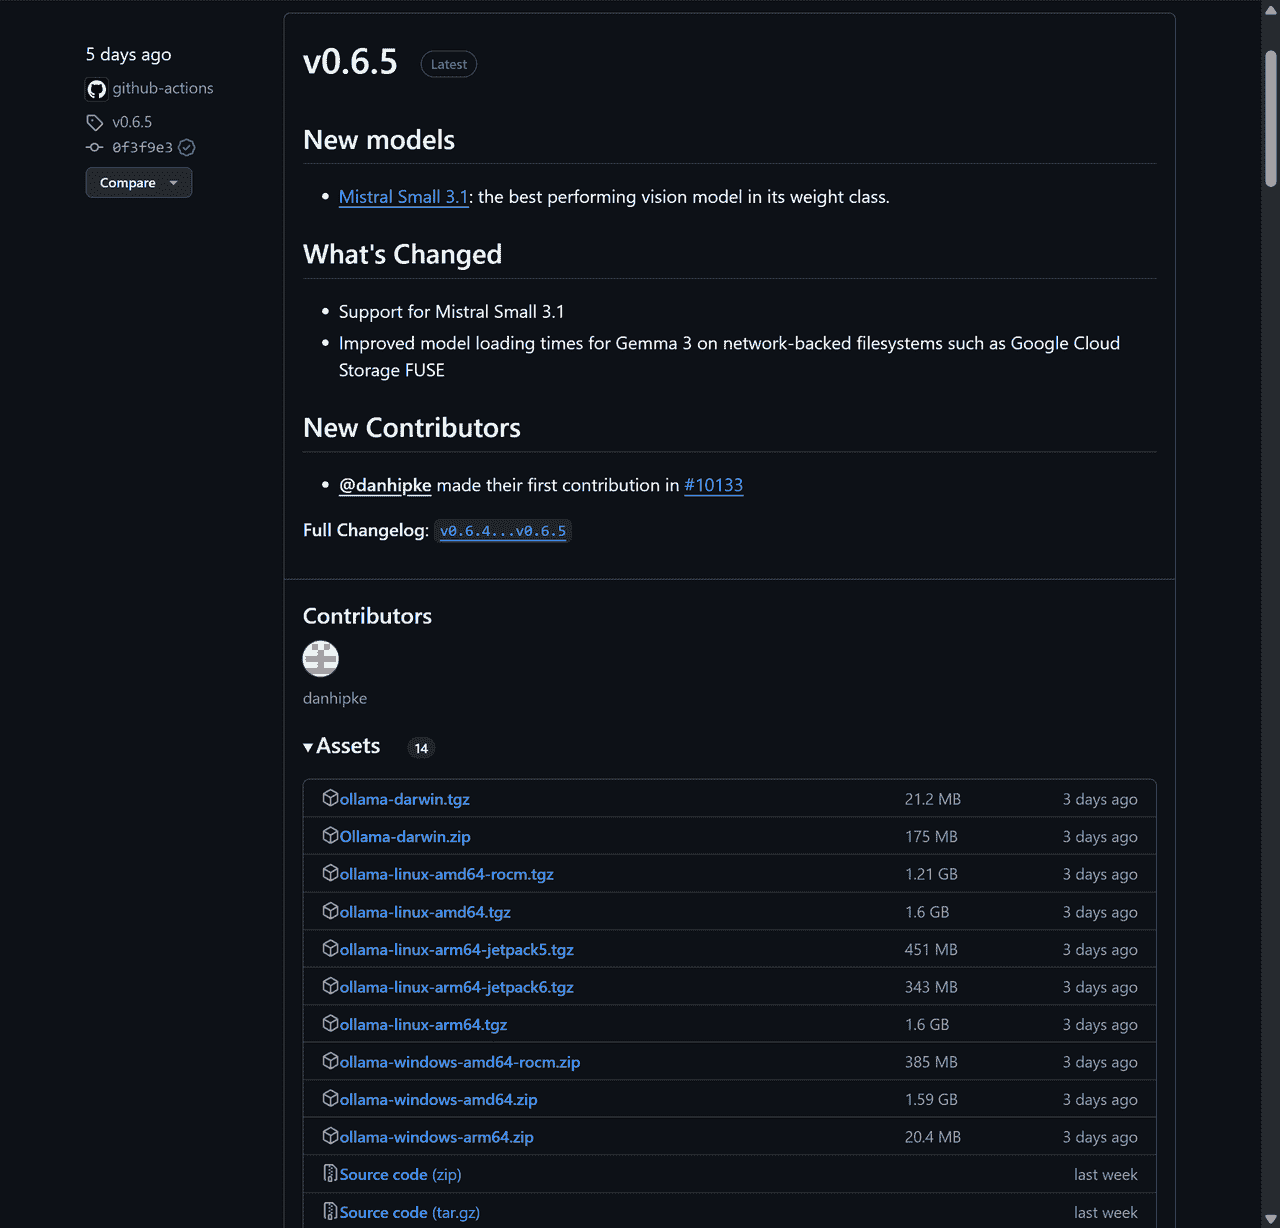 5 days ago
github-actions
v0.6.5
0f3f9e3
Compare
v0.6.5 Latest
New models
Mistral Small 3.1: the best performing vision model in its weight class.
What's Changed
Support for Mistral Small 3.1
Improved model loading times for Gemma 3 on network-backed filesystems such as Google Cloud
Storage FUSE
New Contributors
@danhipke made their first contribution in #10133
Full Changelog: v0.6.4...v0.6.5
Contributors
danhipke
Assets 14
ollama-darwin.tgz 21.2 MB 3 days ago
Ollama-darwin.zip 175 MB 3 days ago
ollama-linux-amd64-rocm.tgz 1.21 GB 3 days ago
ollama-linux-amd64.tgz 1.6 GB 3 days ago
ollama-linux-arm64-jetpack5.tgz 451 MB 3 days ago
ollama-linux-arm64-jetpack6.tgz 343 MB 3 days ago
ollama-linux-arm64.tgz 1.6 GB 3 days ago
ollama-windows-amd64-rocm.zip 385 MB 3 days ago
ollama-windows-amd64.zip 1.59 GB 3 days ago
ollama-windows-arm64.zip 20.4 MB 3 days ago
Source code (zip) last week
Source code (tar.gz) last week